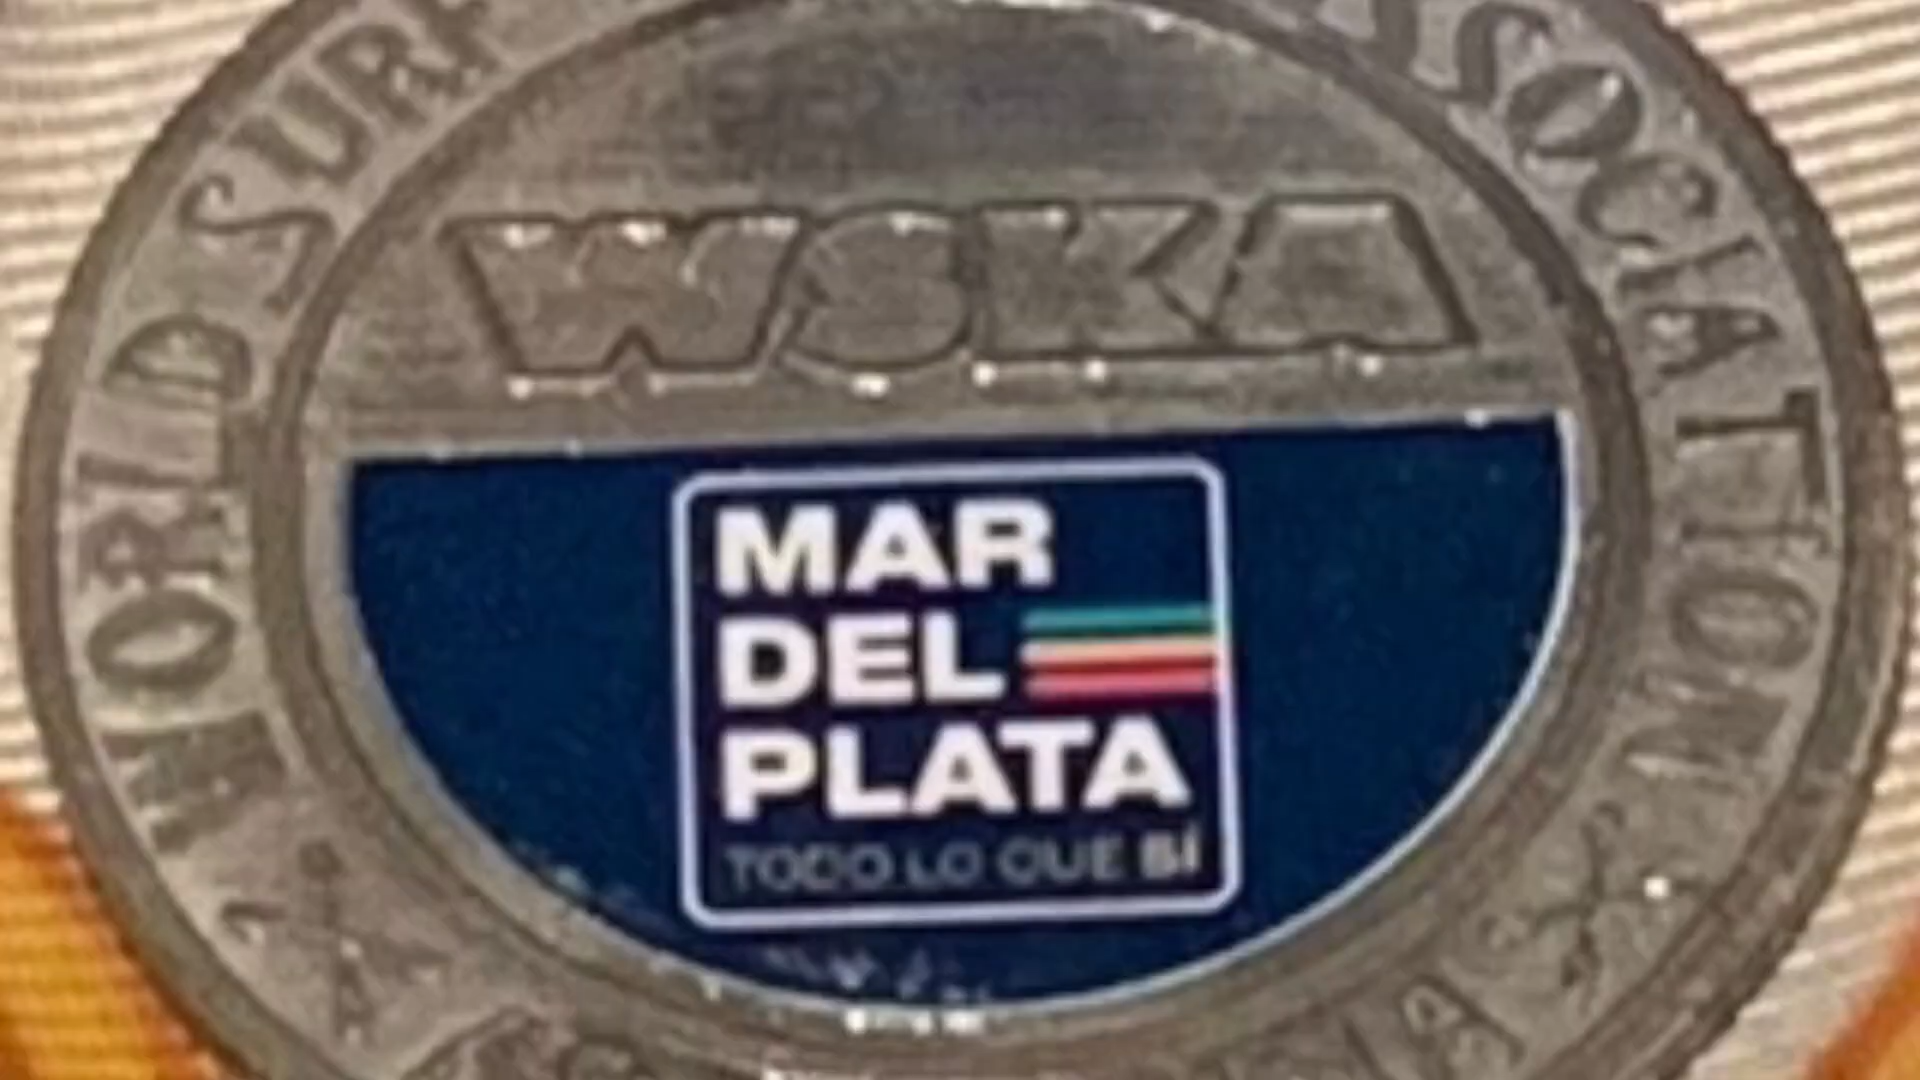 WORLD SURF
ASSOCIATION
WSKA
MAR
DEL
PLATA
TODO LO QUE SÍ